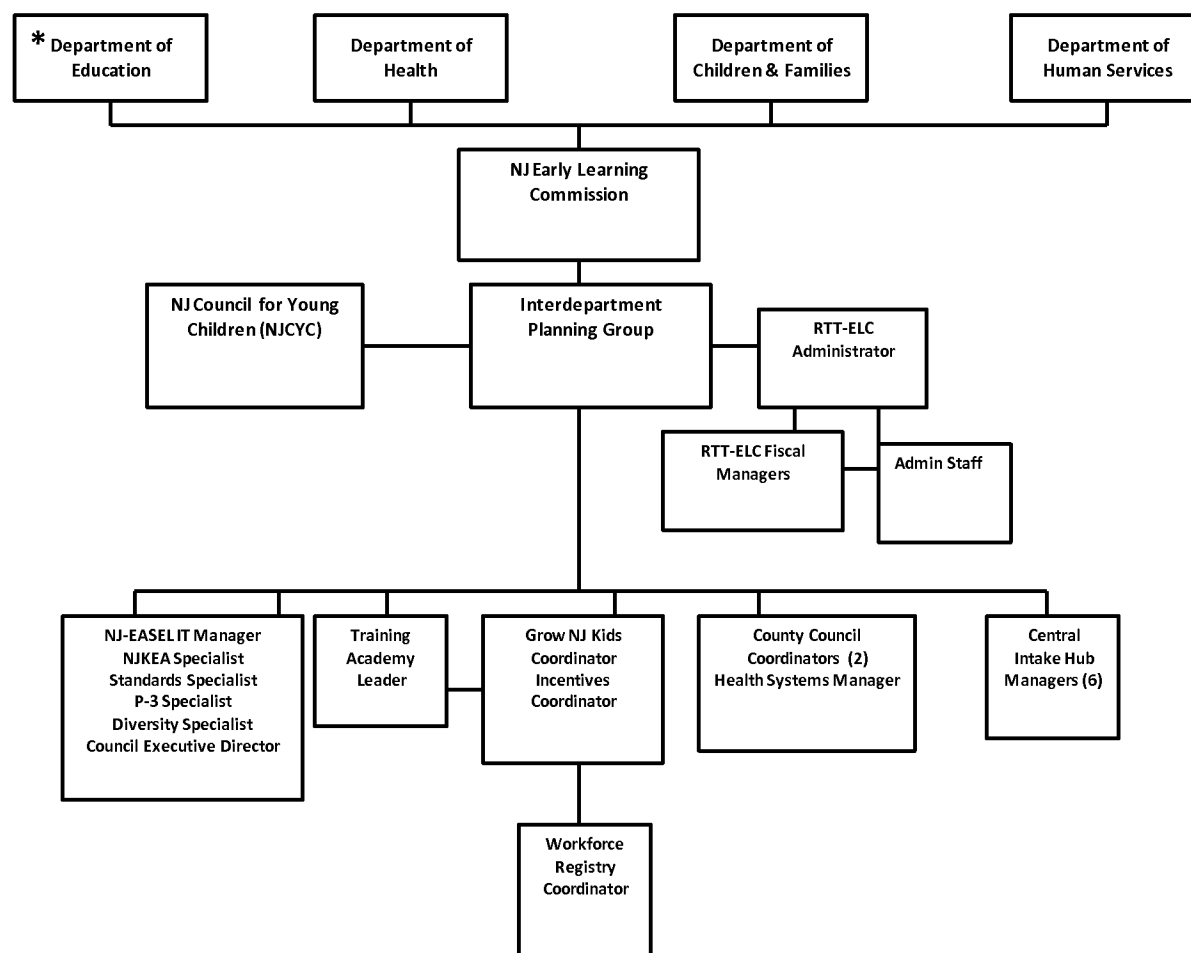 * Department of
Education
Department of
Health
Department of
Children & Families
Department of
Human Services
NJ Early Learning
Commission
NJ Council for Young
Children (NJCYC)
Interdepartment
Planning Group
RTT-ELC
Administrator
RTT-ELC Fiscal
Managers
Admin Staff
NJ-EASEL IT Manager
NJKEA Specialist
Standards Specialist
P-3 Specialist
Diversity Specialist
Council Executive Director
Training
Academy
Leader
Grow NJ Kids
Coordinator
Incentives
Coordinator
County Council
Coordinators (2)
Health Systems Manager
Central
Intake Hub
Managers (6)
Workforce
Registry
Coordinator